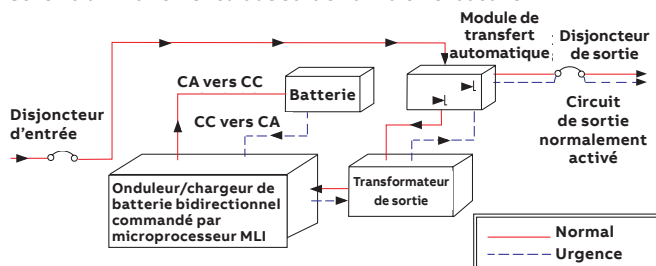 Module de
transfert
automatique
Disjoncteur
de sortie
CA vers CC
Batterie
Disjoncteur
d'entrée
CC vers CA
Circuit
de sortie
normalement
activé
Onduleur/chargeur de
batterie bidirectionnel
commandé par
microprocesseur MLI
Transformateur
de sortie
Normal
Urgence